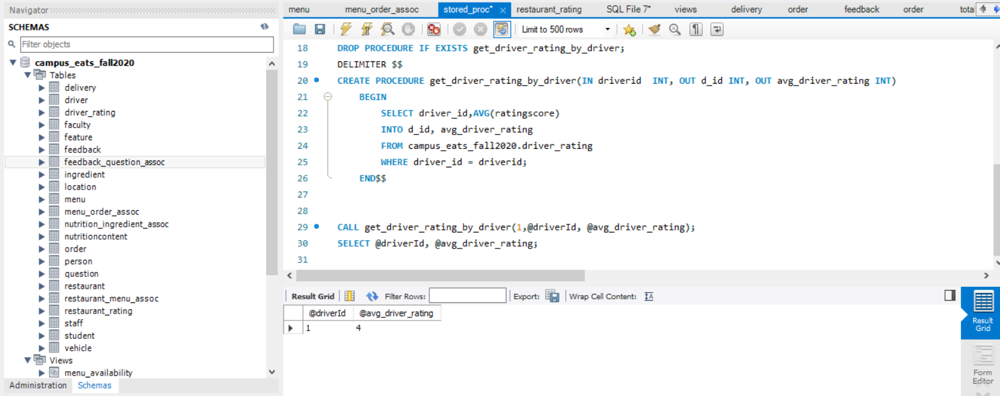 Navigator
SCHEMAS
Filter objects
campus_eats_fall2020
Tables
delivery
driver
driver_rating
faculty
feature
feedback
feedback_question_assoc
ingredient
location
menu
menu_order_assoc
nutrition_ingredient_assoc
nutritioncontent
order
person
question
restaurant
restaurant_menu_assoc
restaurant_rating
staff
student
vehicle
Views
menu_availability
Administration Schemas
menu menu_order_assoc stored_proc* restaurant_rating SQL File 7* views delivery order feedback order total
Limit to 500 rows
18 DROP PROCEDURE IF EXISTS get_driver_rating_by_driver;
19 DELIMITER $$
20 CREATE PROCEDURE get_driver_rating_by_driver(IN driverid  INT, OUT d_id INT, OUT avg_driver_rating INT)
21 BEGIN
22 SELECT driver_id,AVG(ratingscore)
23 INTO d_id, avg_driver_rating
24 FROM campus_eats_fall2020.driver_rating
25 WHERE driver_id = driverid;
26 END$$
27
28
29 CALL get_driver_rating_by_driver(1,@driverId, @avg_driver_rating);
30 SELECT @driverId, @avg_driver_rating;
31
Result Grid Filter Rows: Export: Wrap Cell Content:
@driverId @avg_driver_rating
1 4
Result
Grid
Form
Editor